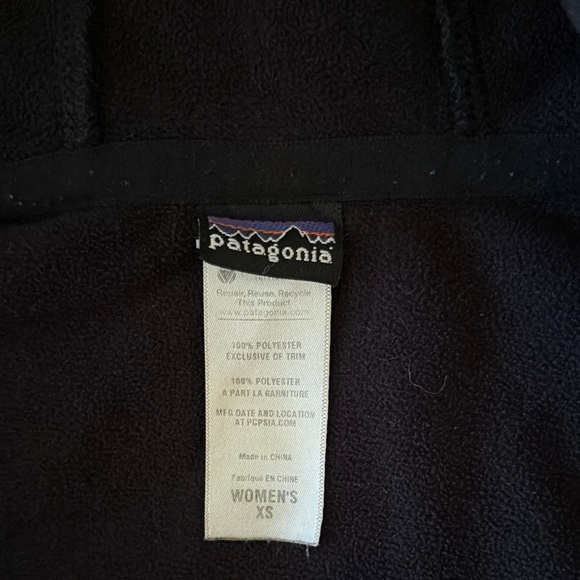 patagonia
Repair, Reuse, Recycle
This Product
www.patagonia.com
100% POLYESTER
EXCLUSIVE OF TRIM
100% POLYESTER
A PART LA GARNITURE
MFG DATE AND LOCATION
AT PCPSIA.COM
Made in CHINA
Fabriqué EN CHINE
WOMEN'S
XS